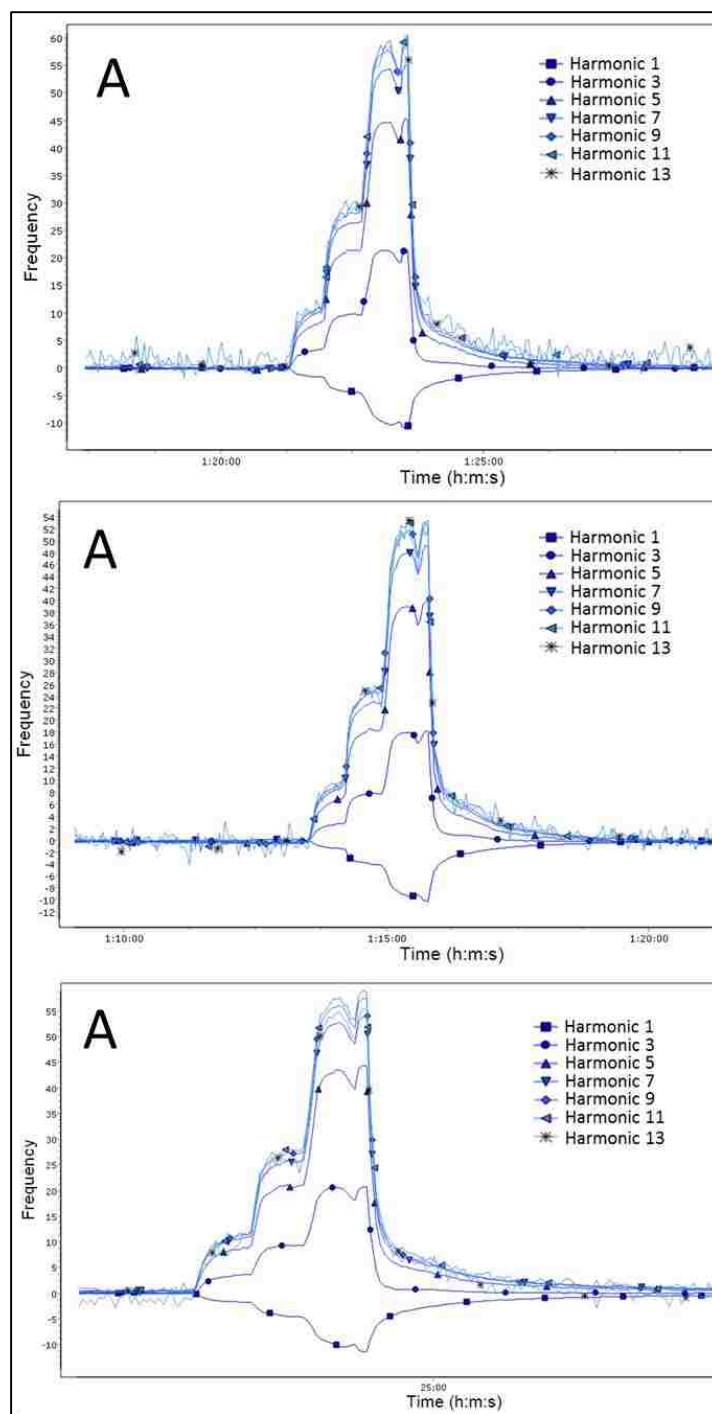 A
Frequency
60
55
50
45
40
35
30
25
20
15
10
5
0
-5
-10
Harmonic 1
Harmonic 3
Harmonic 5
Harmonic 7
Harmonic 9
Harmonic 11
Harmonic 13
1:20:00 1:25:00
Time (h:m:s)
A
Frequency
54
52
50
48
46
44
42
40
38
36
34
32
30
28
26
24
22
20
18
16
14
12
10
8
6
4
2
0
-2
-4
-6
-8
-10
-12
Harmonic 1
Harmonic 3
Harmonic 5
Harmonic 7
Harmonic 9
Harmonic 11
Harmonic 13
1:10:00 1:15:00 1:20:00
Time (h:m:s)
A
Frequency
55
50
45
40
35
30
25
20
15
10
5
0
-5
-10
Harmonic 1
Harmonic 3
Harmonic 5
Harmonic 7
Harmonic 9
Harmonic 11
Harmonic 13
25:00
Time (h:m:s)